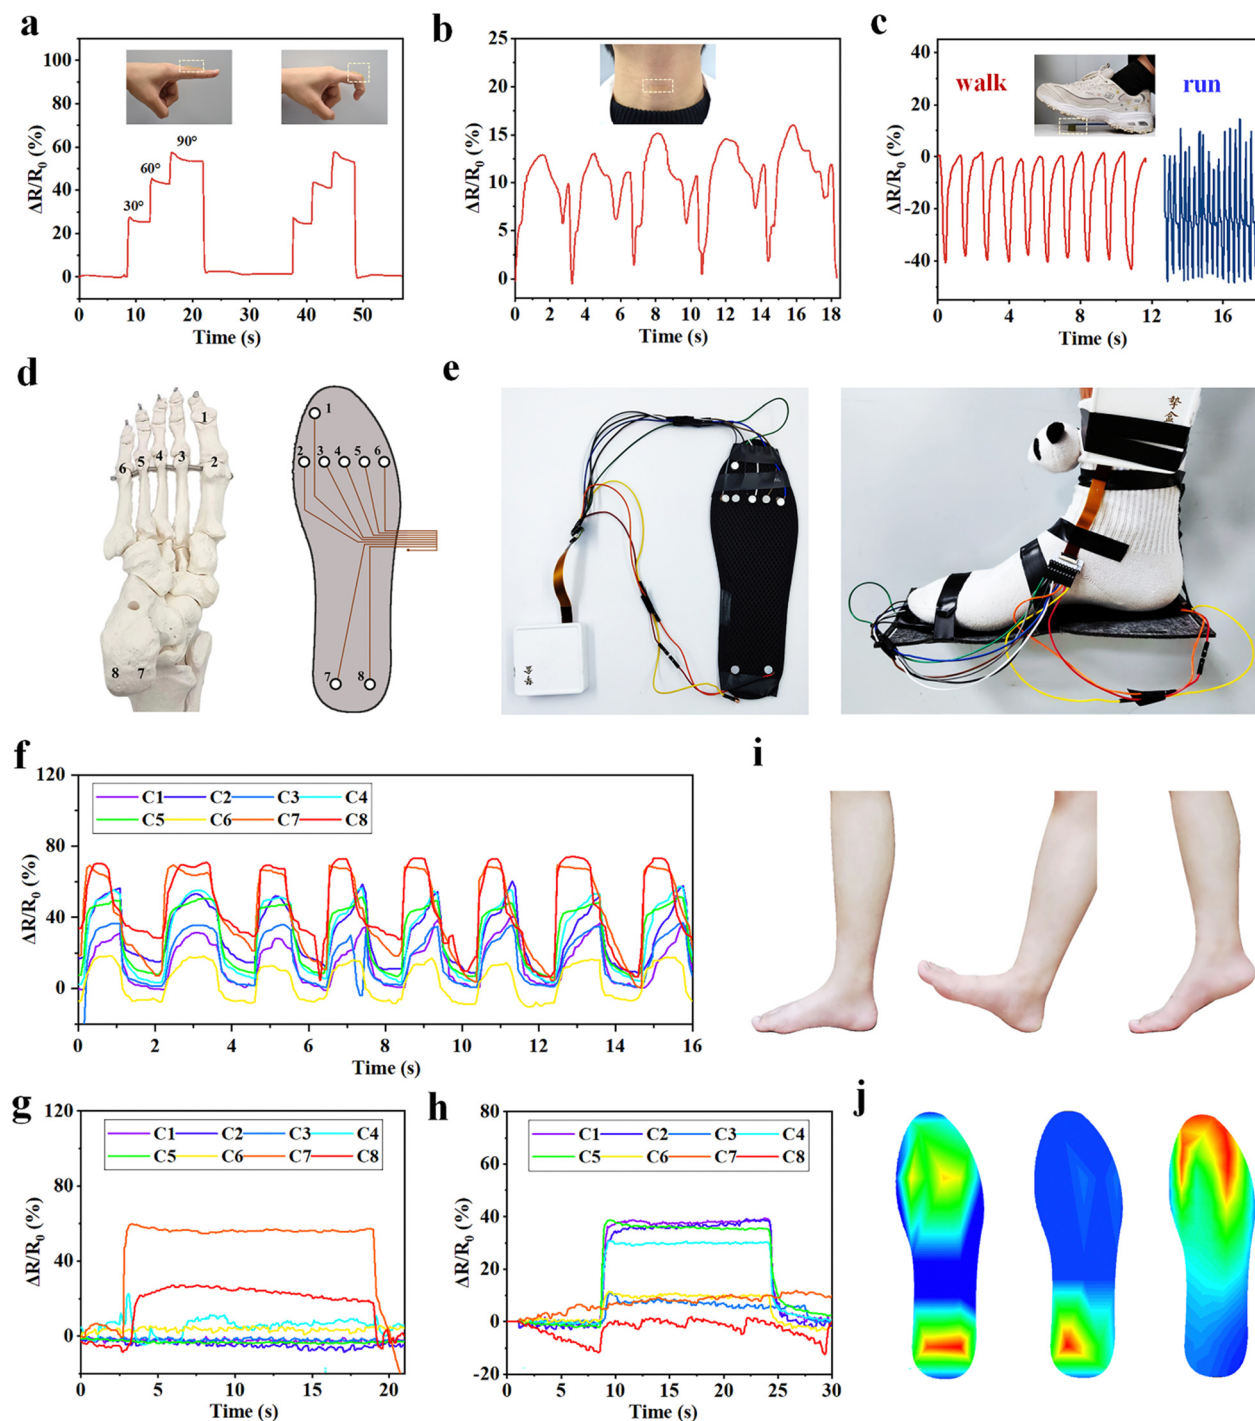 a
ΔR/R0 (%)
100
80
60
40
20
0
30°
60°
90°
0 10 20 30 40 50
Time (s)
b
ΔR/R0 (%)
25
20
15
10
5
0
0 2 4 6 8 10 12 14 16 18
Time (s)
c
ΔR/R0 (%)
40
20
0
-20
-40
walk
run
0 4 8 12 16
Time (s)
d
1
6 5 4 3 2
8 7
1
2 3 4 5 6
7 8
e
挚
盒
挚
盒
f
ΔR/R0 (%)
120
80
40
0
C1 C2 C3 C4
C5 C6 C7 C8
0 2 4 6 8 10 12 14 16
Time (s)
i
g
ΔR/R0 (%)
120
80
40
0
C1 C2 C3 C4
C5 C6 C7 C8
0 5 10 15 20
Time (s)
h
ΔR/R0 (%)
80
60
40
20
0
-20
C1 C2 C3 C4
C5 C6 C7 C8
0 5 10 15 20 25 30
Time (s)
j